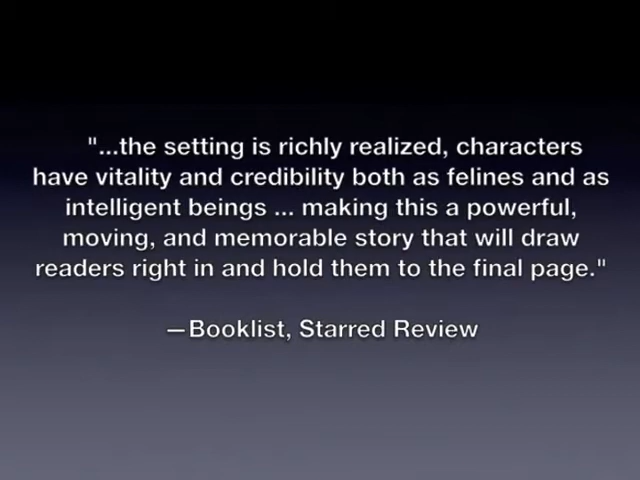 "...the setting is richly realized, characters
have vitality and credibility both as felines and as
intelligent beings ... making this a powerful,
moving, and memorable story that will draw
readers right in and hold them to the final page."
—Booklist, Starred Review